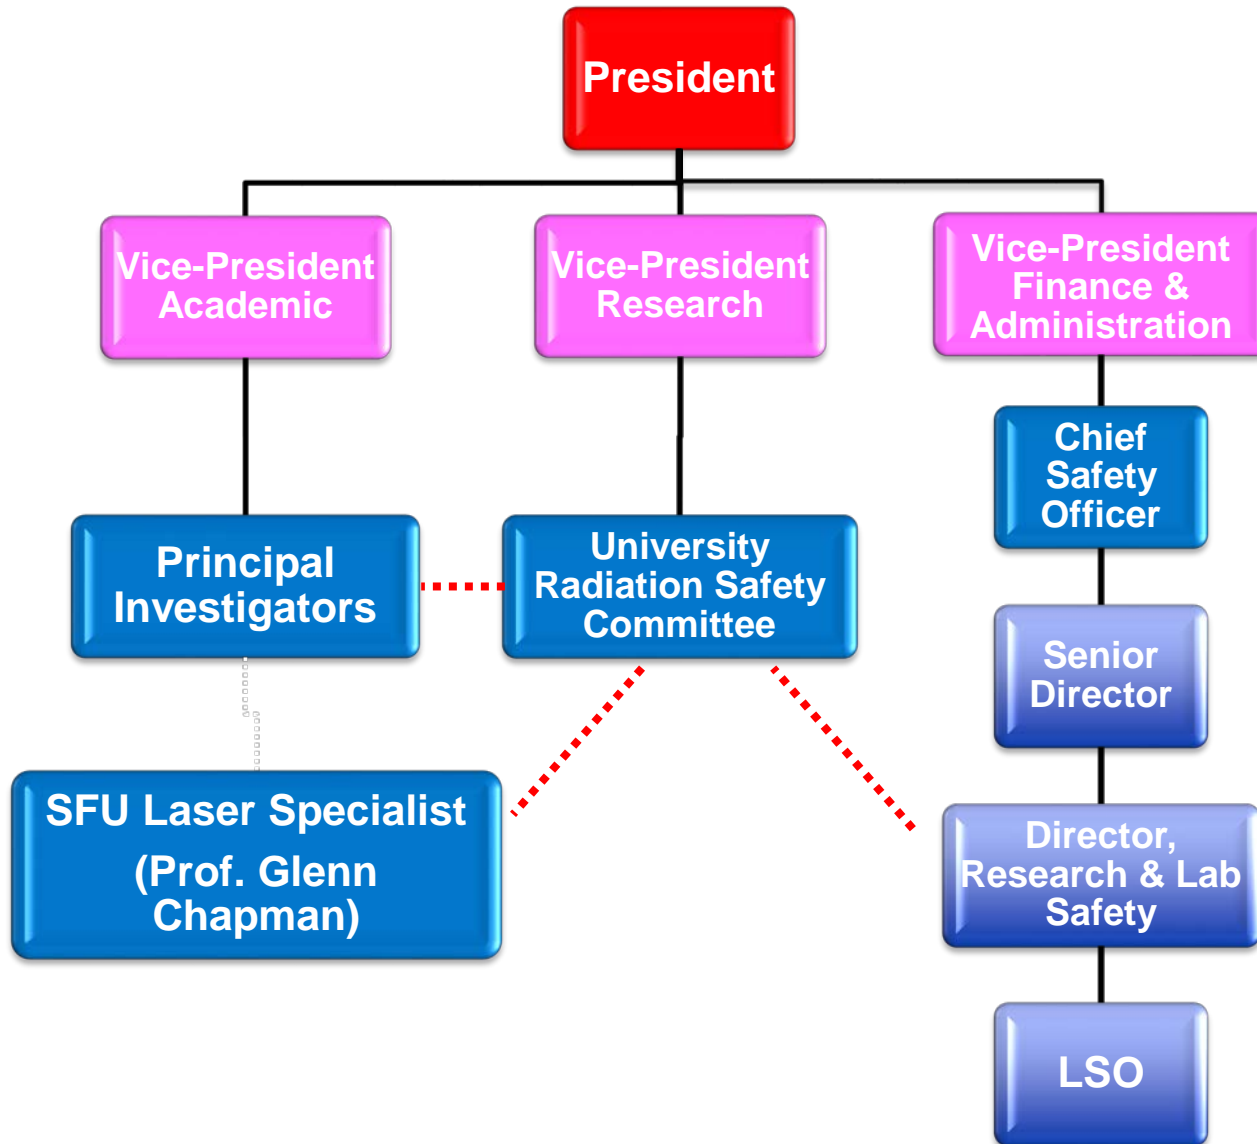 President
Vice-President
Academic
Vice-President
Research
Vice-President
Finance &
Administration
Chief
Safety
Officer
Principal
Investigators
University
Radiation Safety
Committee
Senior
Director
SFU Laser Specialist
(Prof. Glenn
Chapman)
Director,
Research & Lab
Safety
LSO